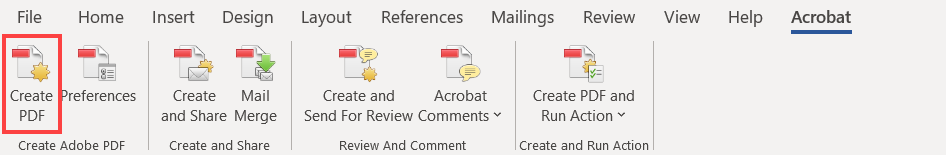 File Home Insert Design Layout References Mailings Review View Help Acrobat
Create Preferences Create Mail Create and Acrobat Create PDF and
PDF and Share Merge Send For Review Comments Run Action
Create Adobe PDF Create and Share Review And Comment Create and Run Action